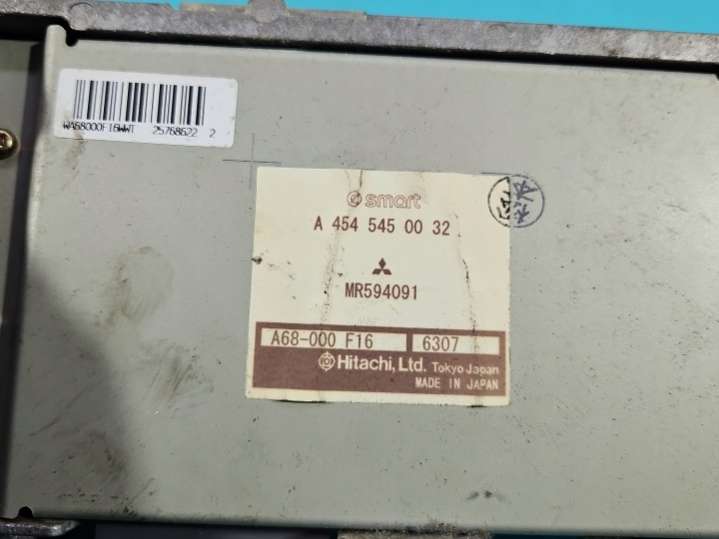 WA68000F16WWT 25768622 2
smart
A 454 545 00 32
MR594091
A68-000 F16 6307
Hitachi, Ltd. Tokyo Japan
MADE IN JAPAN